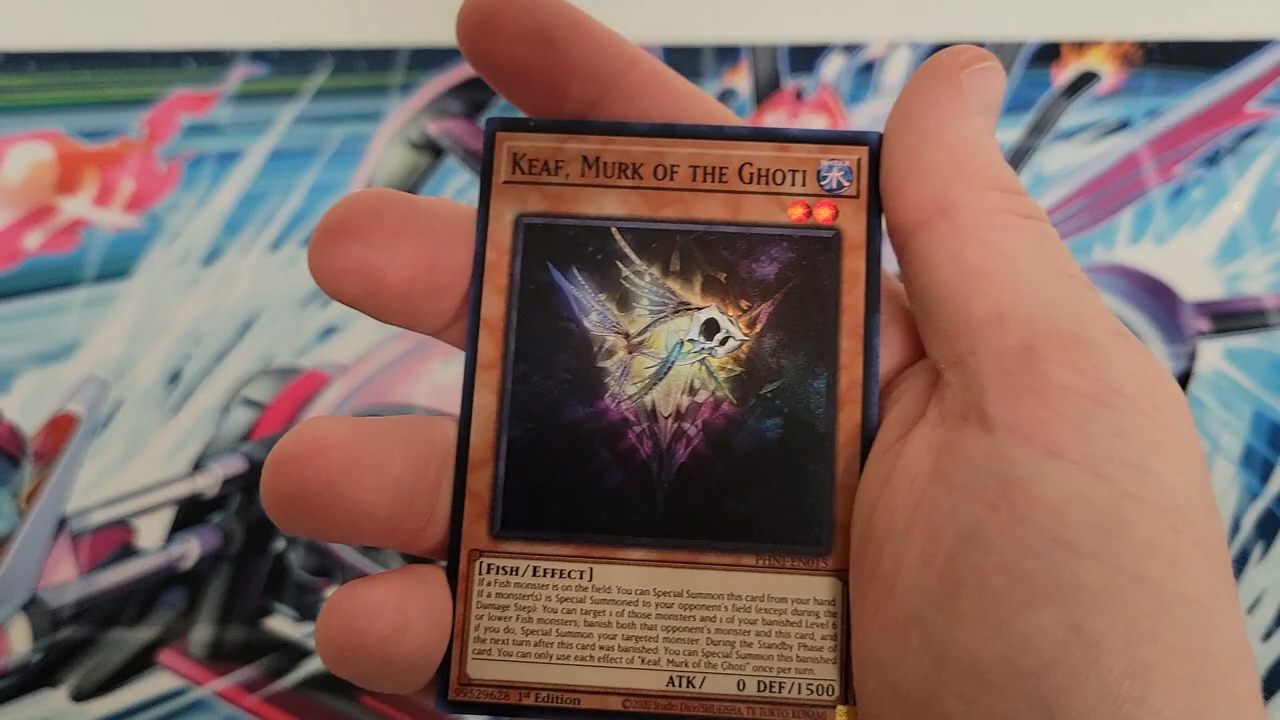 KEAF, MURK OF THE GHOTI
水
PHNI-EN015
[FISH/EFFECT]
If a Fish monster is on the field: You can Special Summon this card from your hand.
If a monster(s) is Special Summoned to your opponent's field (except during the
Damage Step): You can target 1 of those monsters and 1 of your banished Level 6
or lower Fish monsters; banish both that opponent's monster and this card, and
if you do, Special Summon your targeted monster. During the Standby Phase of
the next turn after this card was banished: You can Special Summon this banished
card. You can only use each effect of "Keaf, Murk of the Ghoti" once per turn.
ATK/ 0 DEF/1500
99529628 1st Edition ©2020 Studio Dice/SHUEISHA, TV TOKYO, KONAMI